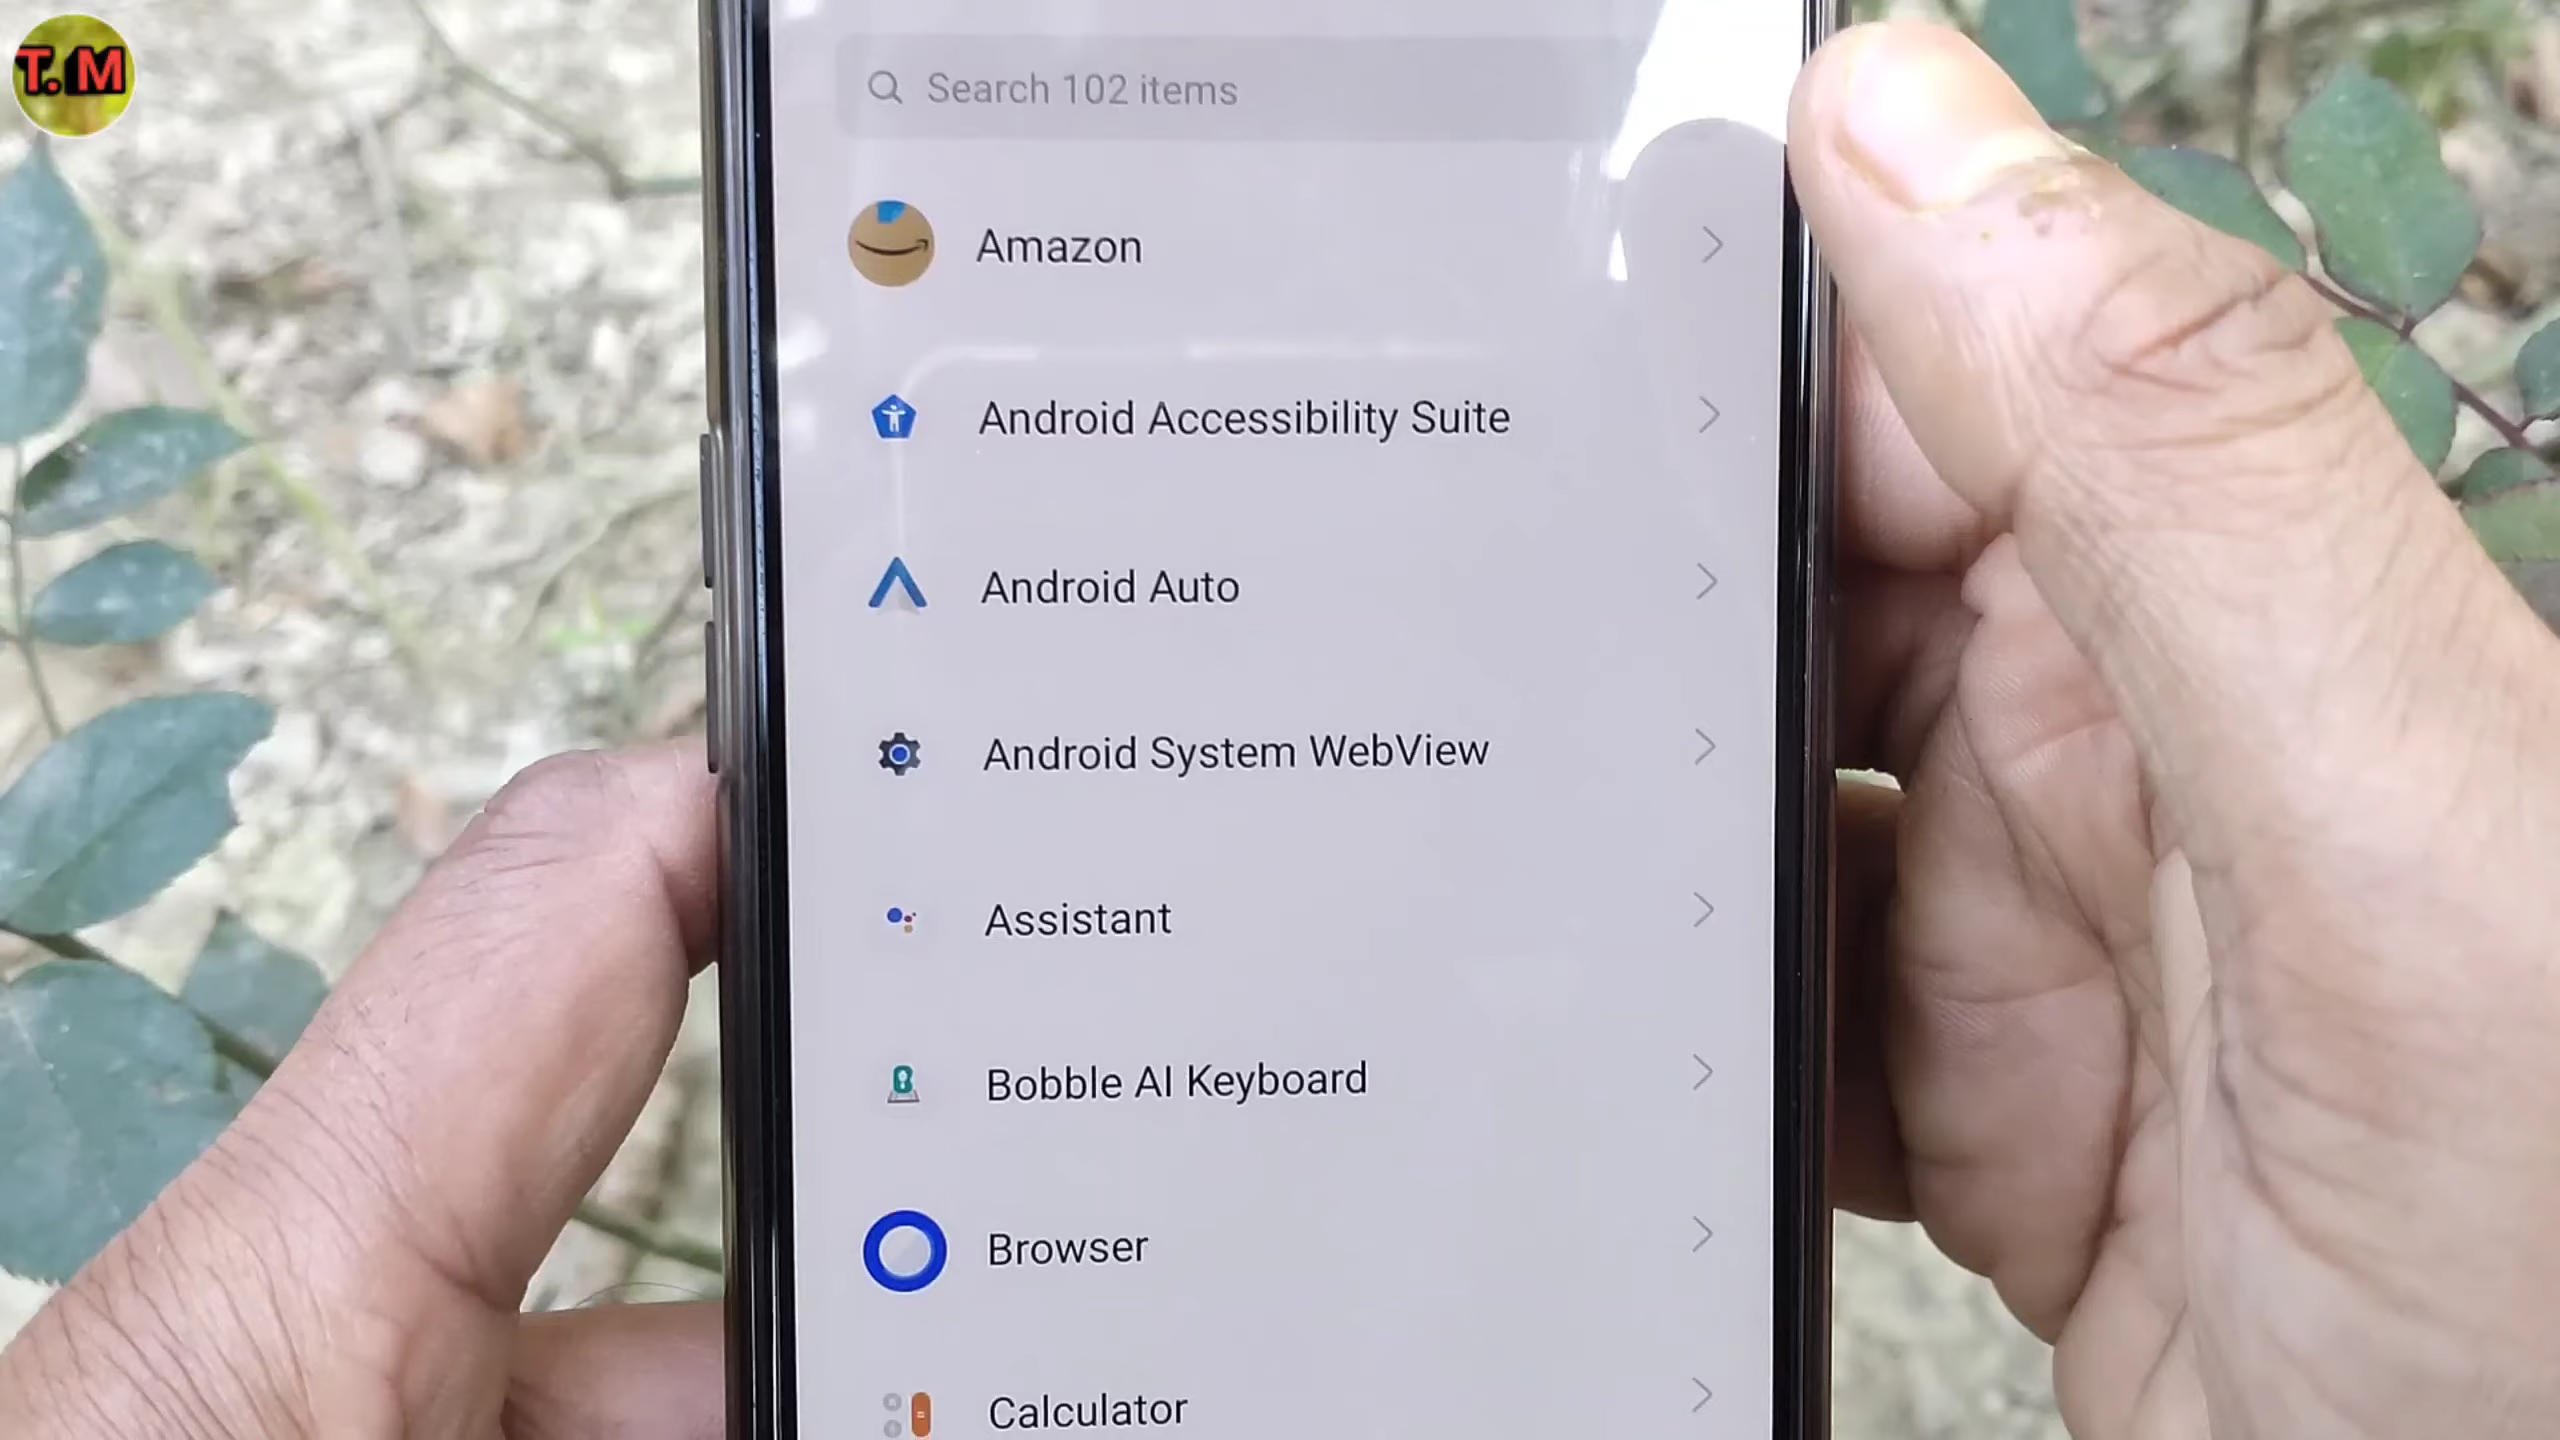 T. M
Search 102 items
Amazon
Android Accessibility Suite
Android Auto
Android System WebView
Assistant
Bobble AI Keyboard
Browser
Calculator